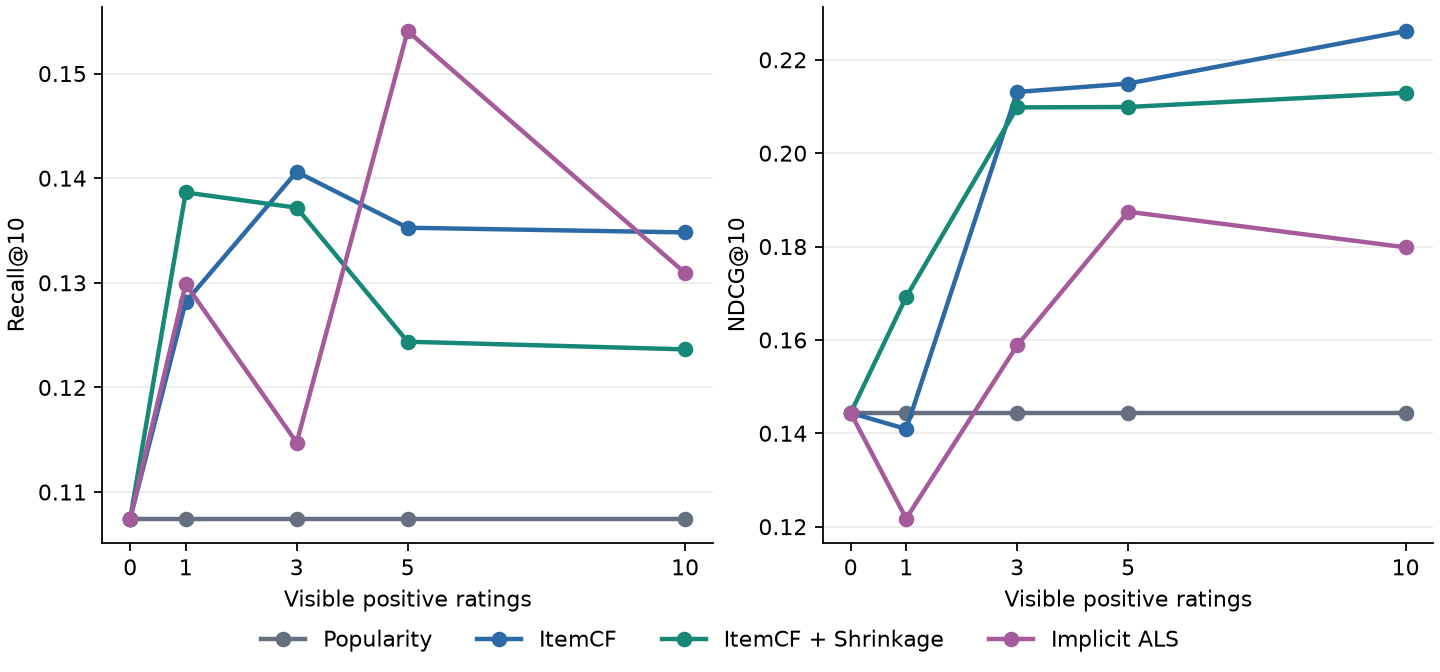 Recall@10
0.15
0.14
0.13
0.12
0.11
0 1 3 5 10
Visible positive ratings
NDCG@10
0.22
0.20
0.18
0.16
0.14
0.12
0 1 3 5 10
Visible positive ratings
Popularity ItemCF ItemCF + Shrinkage Implicit ALS